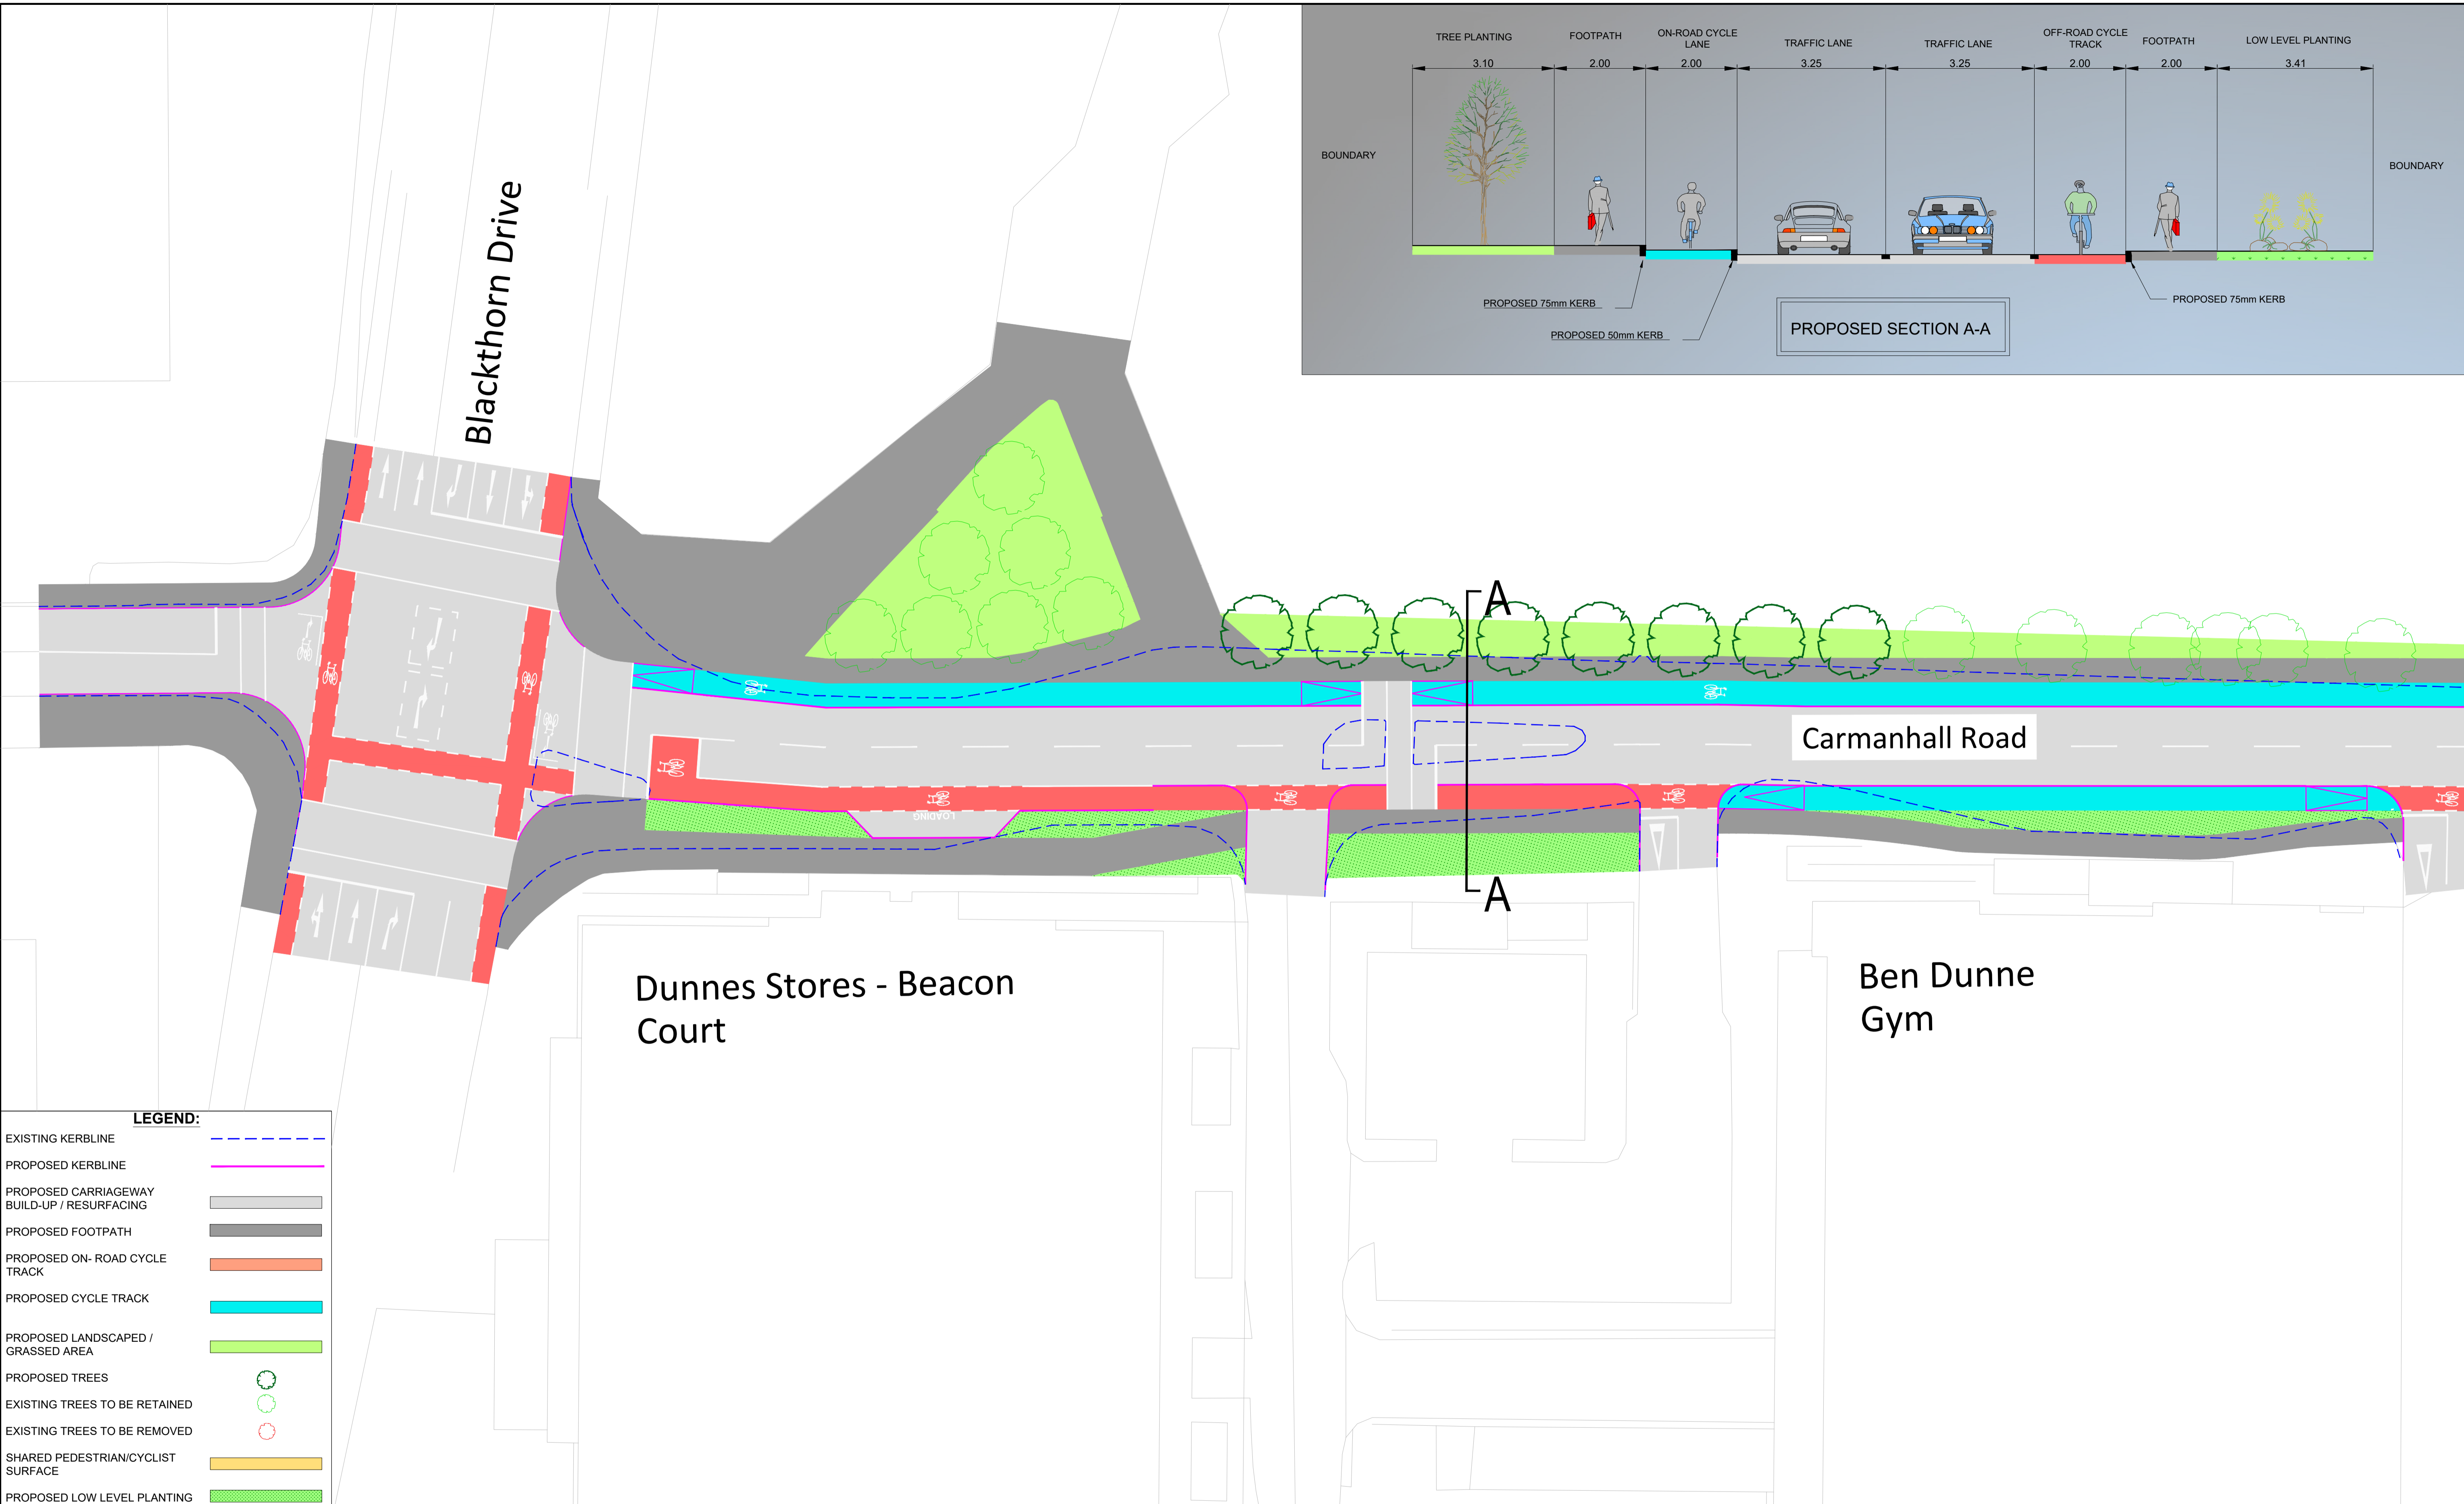 TREE PLANTING
FOOTPATH
ON-ROAD CYCLE
LANE
TRAFFIC LANE
TRAFFIC LANE
OFF-ROAD CYCLE
TRACK
FOOTPATH
LOW LEVEL PLANTING
3.10
2.00
2.00
3.25
3.25
2.00
2.00
3.41
BOUNDARY
BOUNDARY
PROPOSED 75mm KERB
PROPOSED 75mm KERB
PROPOSED 50mm KERB
PROPOSED SECTION A-A
Blackthorn Drive
A
Carmanhall Road
LOADING
A
Dunnes Stores - Beacon
Court
Ben Dunne
Gym
LEGEND:
EXISTING KERBLINE
PROPOSED KERBLINE
PROPOSED CARRIAGEWAY
BUILD-UP / RESURFACING
PROPOSED FOOTPATH
PROPOSED ON- ROAD CYCLE
TRACK
PROPOSED CYCLE TRACK
PROPOSED LANDSCAPED /
GRASSED AREA
PROPOSED TREES
EXISTING TREES TO BE RETAINED
EXISTING TREES TO BE REMOVED
SHARED PEDESTRIAN/CYCLIST
SURFACE
PROPOSED LOW LEVEL PLANTING